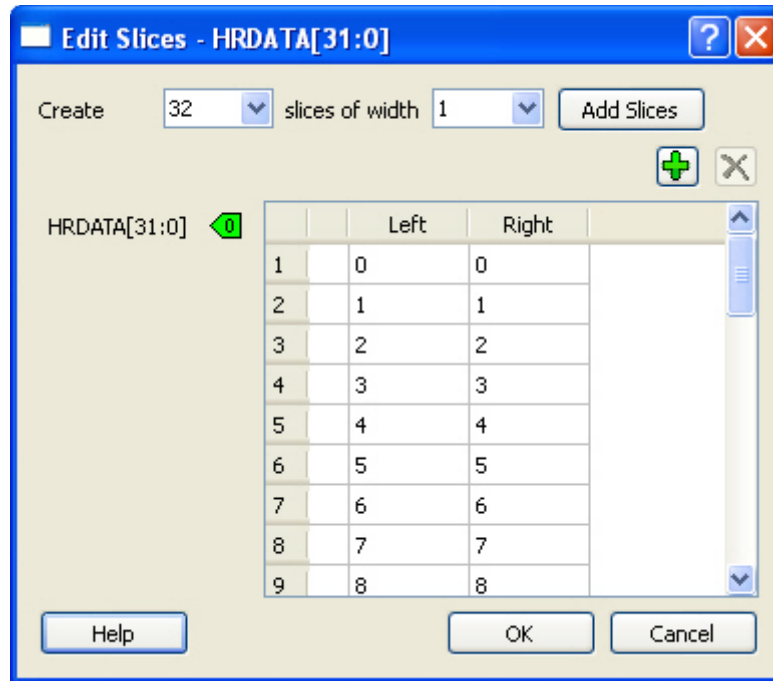 Edit Slices - HRDATA[31:0]
?
Create 32 slices of width 1 Add Slices
HRDATA[31:0] 0
Left Right
1 0 0
2 1 1
3 2 2
4 3 3
5 4 4
6 5 5
7 6 6
8 7 7
9 8 8
Help OK Cancel